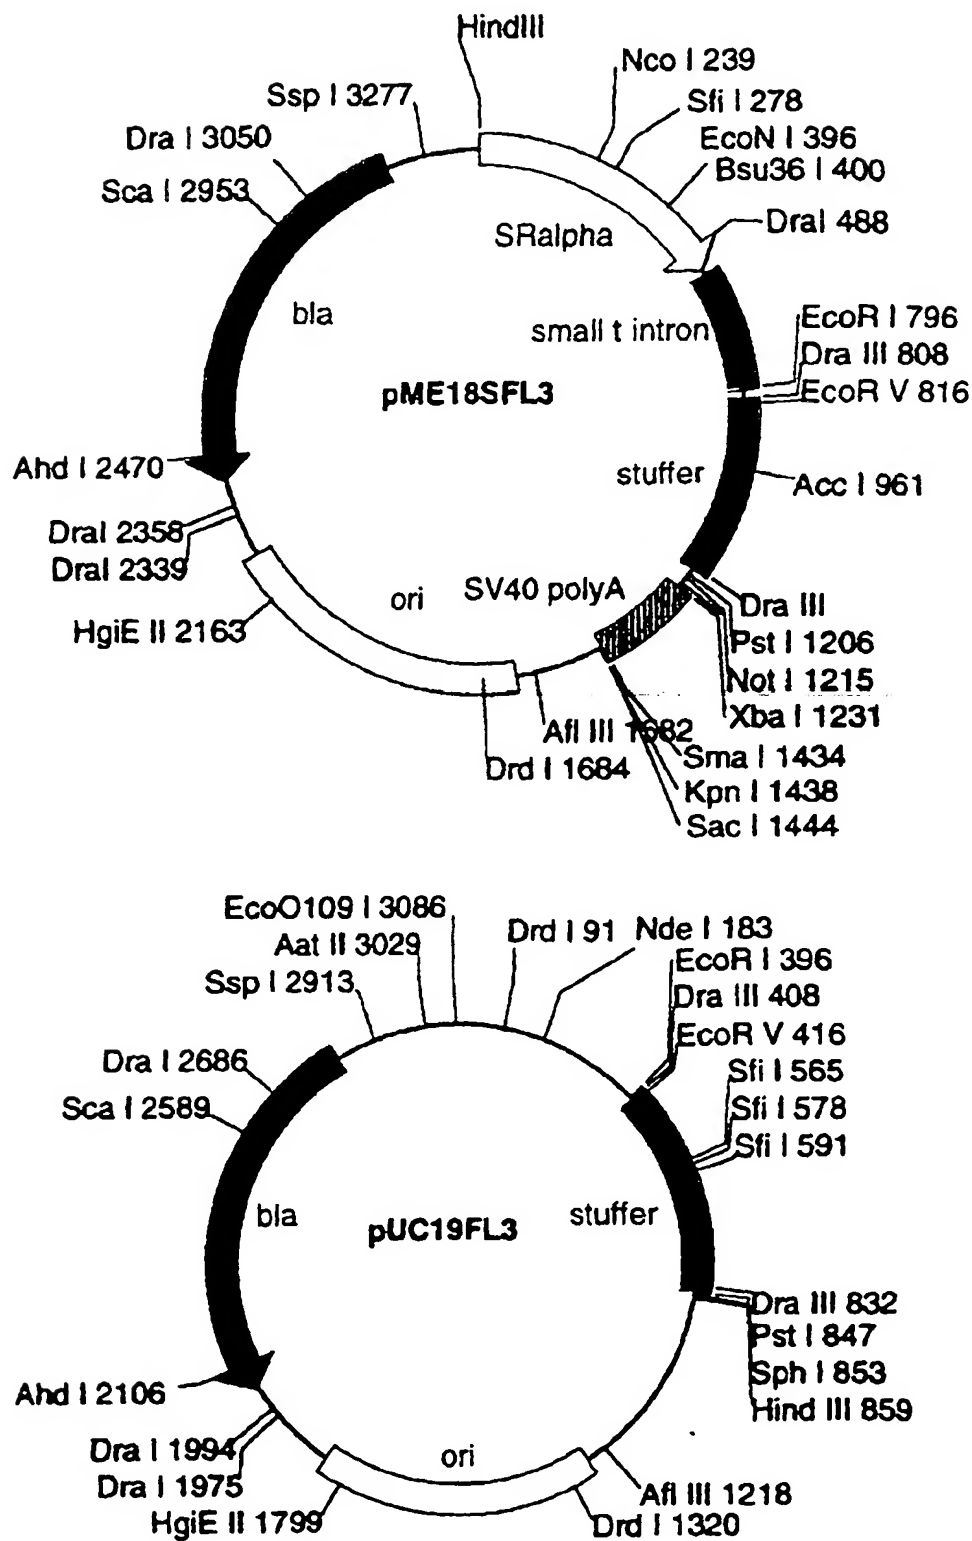 HindIII
Nco I 239
Ssp I 3277
Sfi I 278
Dra I 3050
EcoN I 396
Sca I 2953
Bsu36 I 400
DraI 488
SRalpha
bla
small t intron
EcoR I 796
Dra III 808
pME18SFL3
EcoR V 816
Ahd I 2470
stuffer
Acc I 961
DraI 2358
DraI 2339
ori
SV40 polyA
HgiE II 2163
Dra III
Pst I 1206
Not I 1215
Xba I 1231
Afl III 1682
Drd I 1684
Sma I 1434
Kpn I 1438
Sac I 1444
EcoO109 I 3086
Aat II 3029
Ssp I 2913
Drd I 91
Nde I 183
EcoR I 396
Dra III 408
EcoR V 416
Dra I 2686
Sca I 2589
Sfi I 565
Sfi I 578
Sfi I 591
bla
pUC19FL3
stuffer
Dra III 832
Pst I 847
Sph I 853
Hind III 859
Ahd I 2106
Dra I 1994
Dra I 1975
HgiE II 1799
ori
Afl III 1218
Drd I 1320